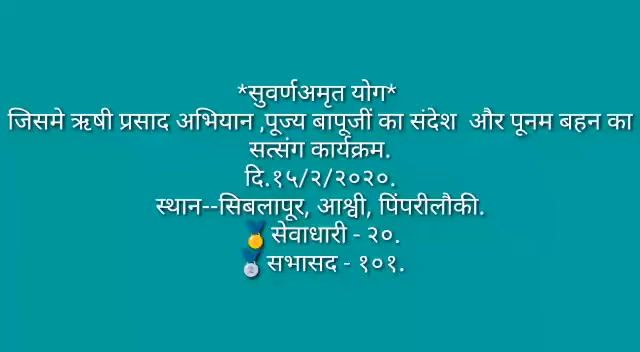 *सुवर्णअमृत योग*
जिसमे ऋषी प्रसाद अभियान ,पूज्य बापूजीं का संदेश और पूनम बहन का
सत्संग कार्यक्रम.
दि.१५/२/२०२०.
स्थान--सिबलापूर, आश्वी, पिंपरीलौकी.
🏅सेवाधारी - २०.
🥈सभासद - १०१.